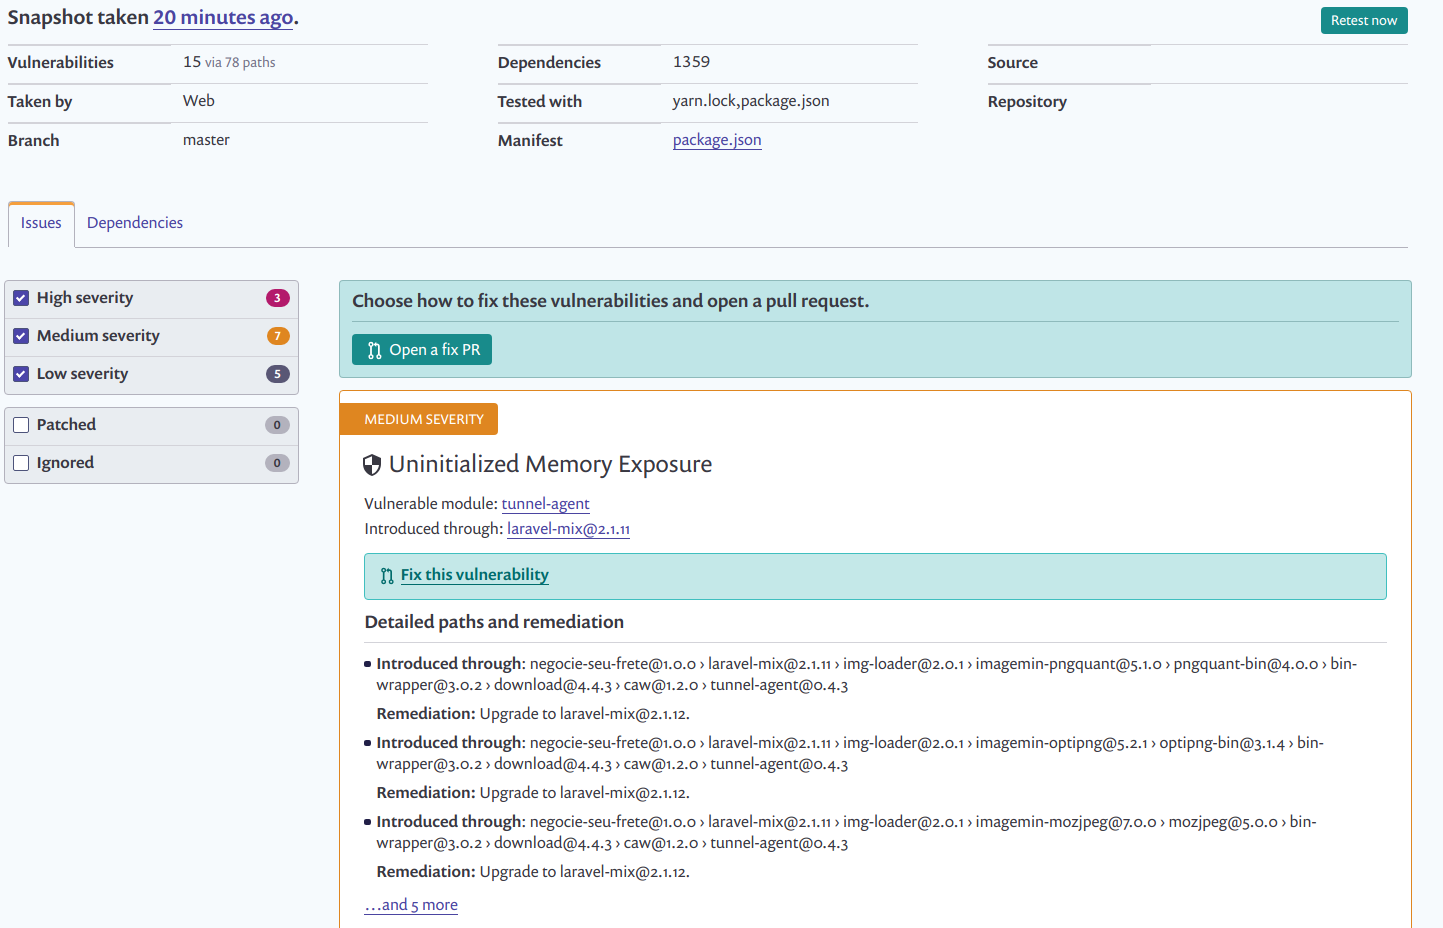 Snapshot taken 20 minutes ago.
Retest now
Vulnerabilities 15 via 78 paths
Taken by Web
Branch master
Dependencies 1359
Tested with yarn.lock,package.json
Manifest package.json
Source
Repository
Issues Dependencies
High severity 3
Medium severity 7
Low severity 5
Patched 0
Ignored 0
Choose how to fix these vulnerabilities and open a pull request.
Open a fix PR
MEDIUM SEVERITY
Uninitialized Memory Exposure
Vulnerable module: tunnel-agent
Introduced through: laravel-mix@2.1.11
Fix this vulnerability
Detailed paths and remediation
Introduced through: negocie-seu-frete@1.0.0 › laravel-mix@2.1.11 › img-loader@2.0.1 › imagemin-pngquant@5.1.0 › pngquant-bin@4.0.0 › bin-
wrapper@3.0.2 › download@4.4.3 › caw@1.2.0 › tunnel-agent@0.4.3
Remediation: Upgrade to laravel-mix@2.1.12.
Introduced through: negocie-seu-frete@1.0.0 › laravel-mix@2.1.11 › img-loader@2.0.1 › imagemin-optipng@5.2.1 › optipng-bin@3.1.4 › bin-
wrapper@3.0.2 › download@4.4.3 › caw@1.2.0 › tunnel-agent@0.4.3
Remediation: Upgrade to laravel-mix@2.1.12.
Introduced through: negocie-seu-frete@1.0.0 › laravel-mix@2.1.11 › img-loader@2.0.1 › imagemin-mozjpeg@7.0.0 › mozjpeg@5.0.0 › bin-
wrapper@3.0.2 › download@4.4.3 › caw@1.2.0 › tunnel-agent@0.4.3
Remediation: Upgrade to laravel-mix@2.1.12.
...and 5 more